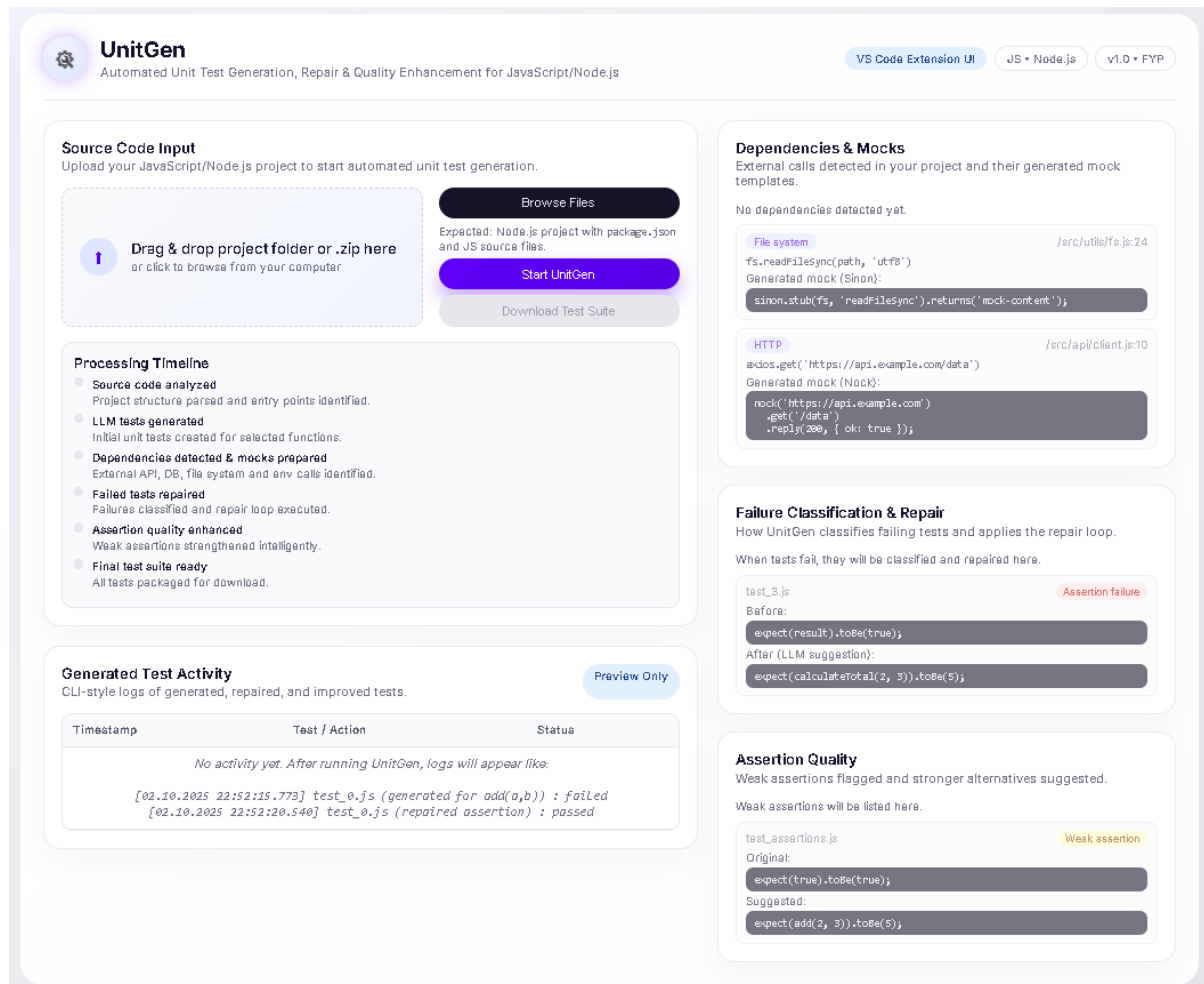 UnitGen
Automated Unit Test Generation, Repair & Quality Enhancement for JavaScript/Node.js
VS Code Extension UI
JS • Node.js
v1.0 • FYP
Source Code Input
Upload your JavaScript/Node.js project to start automated unit test generation.
Drag & drop project folder or .zip here
or click to browse from your computer
Browse Files
Expected: Node.js project with package.json
and JS source files.
Start UnitGen
Download Test Suite
Processing Timeline
Source code analyzed
Project structure parsed and entry points identified.
LLM tests generated
Initial unit tests created for selected functions.
Dependencies detected & mocks prepared
External API, DB, file system and env calls identified.
Failed tests repaired
Failures classified and repair loop executed.
Assertion quality enhanced
Weak assertions strengthened intelligently.
Final test suite ready
All tests packaged for download.
Generated Test Activity
CLI-style logs of generated, repaired, and improved tests.
Preview Only
Timestamp Test / Action Status
No activity yet. After running UnitGen, logs will appear like:
[02.10.2025 22:52:15.773] test_0.js (generated for add(a,b)) : failed
[02.10.2025 22:52:20.540] test_0.js (repaired assertion) : passed
Dependencies & Mocks
External calls detected in your project and their generated mock
templates.
No dependencies detected yet.
File system /src/utils/fs.js:24
fs.readFileSync(path, 'utf8')
Generated mock (Sinon):
sinon.stub(fs, 'readFileSync').returns('mock-content');
HTTP /src/api/client.js:10
axios.get('https://api.example.com/data')
Generated mock (Nock):
nock('https://api.example.com')
.get('/data')
.reply(200, { ok: true });
Failure Classification & Repair
How UnitGen classifies failing tests and applies the repair loop.
When tests fail, they will be classified and repaired here.
test_3.js Assertion failure
Before:
expect(result).toBe(true);
After (LLM suggestion):
expect(calculateTotal(2, 3)).toBe(5);
Assertion Quality
Weak assertions flagged and stronger alternatives suggested.
Weak assertions will be listed here.
test_assertions.js Weak assertion
Original:
expect(true).toBe(true);
Suggested:
expect(add(2, 3)).toBe(5);